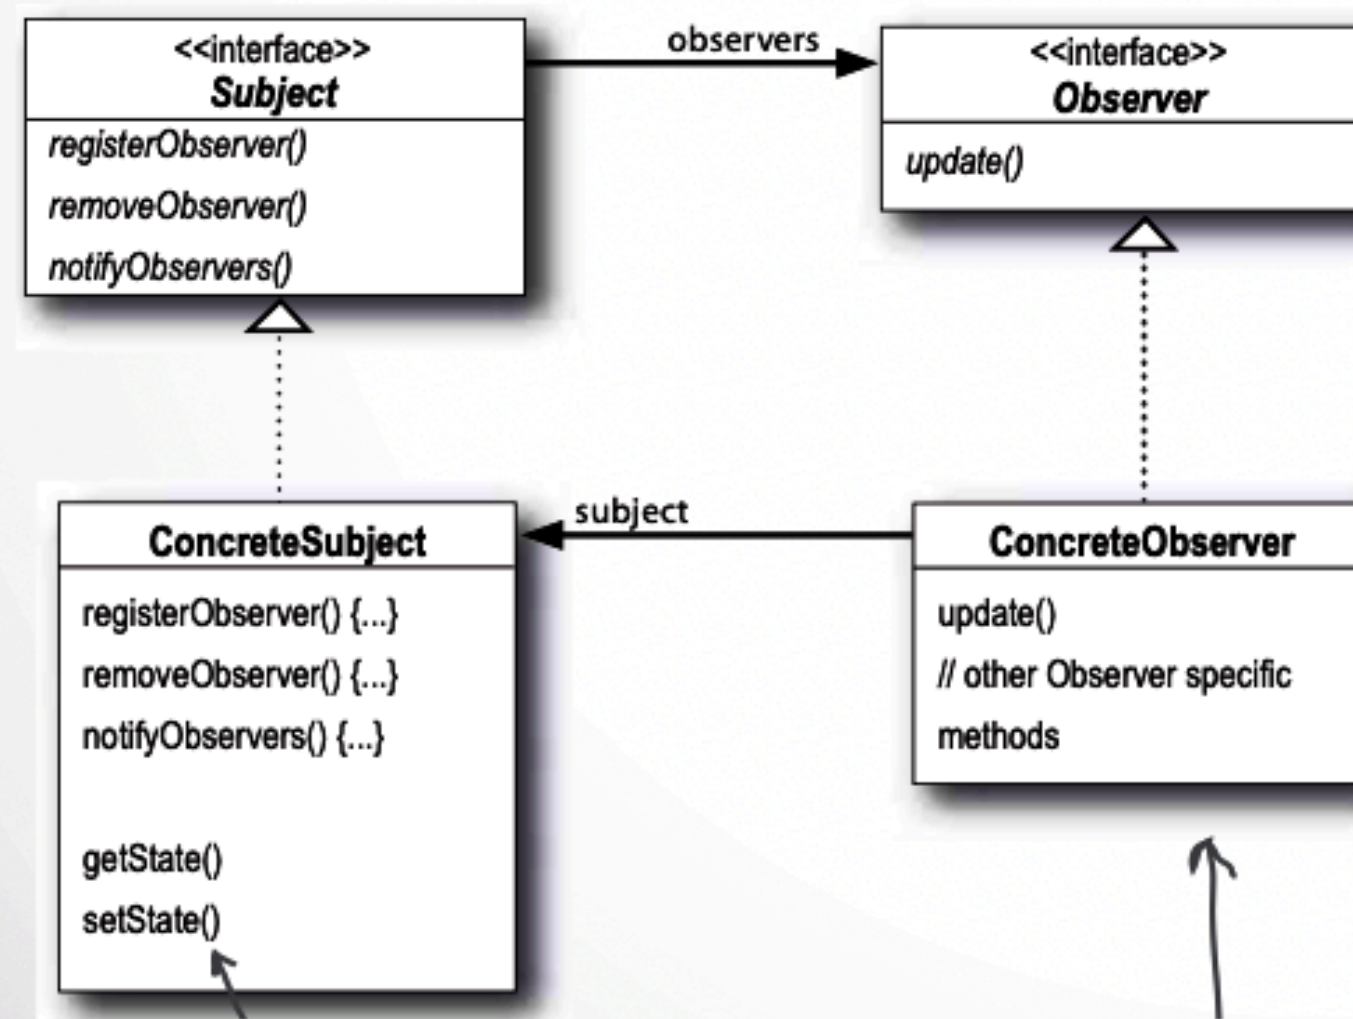 <<interface>>
Subject
registerObserver()
removeObserver()
notifyObservers()
observers
<<interface>>
Observer
update()
ConcreteSubject
registerObserver() {...}
removeObserver() {...}
notifyObservers() {...}
getState()
setState()
subject
ConcreteObserver
update()
// other Observer specific
methods